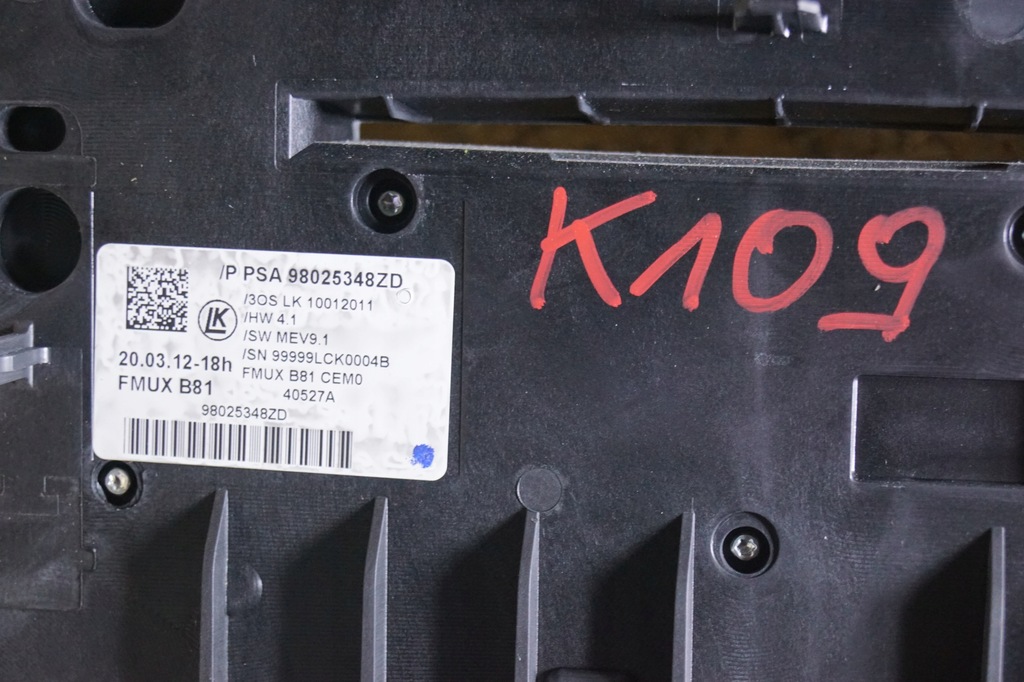 /P PSA 98025348ZD
/3OS LK 10012011
LK
/HW 4.1
/SW MEV9.1
20.03.12-18h
/SN 99999LCK0004B
FMUX B81
FMUX B81 CEM0
40527A
98025348ZD
K109